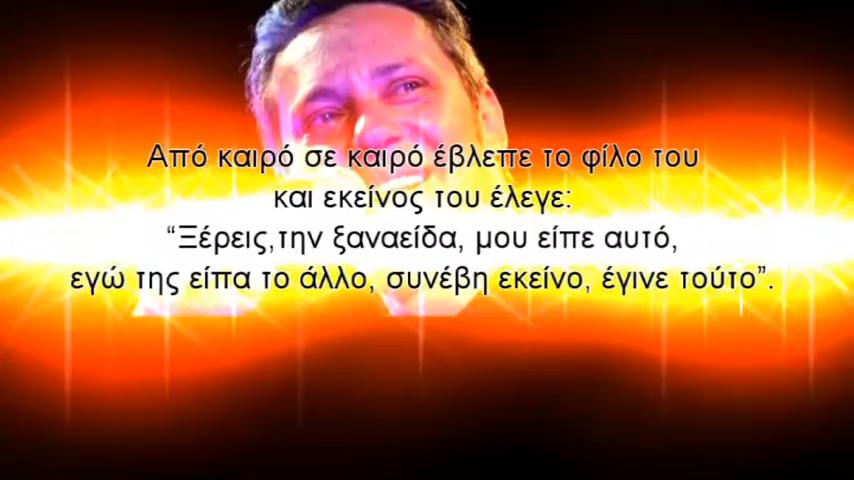 Από καιρό σε καιρό έβλεπε το φίλο του
και εκείνος του έλεγε:
“Ξέρεις,την ξαναείδα, μου είπε αυτό,
εγώ της είπα το άλλο, συνέβη εκείνο, έγινε τούτο”.